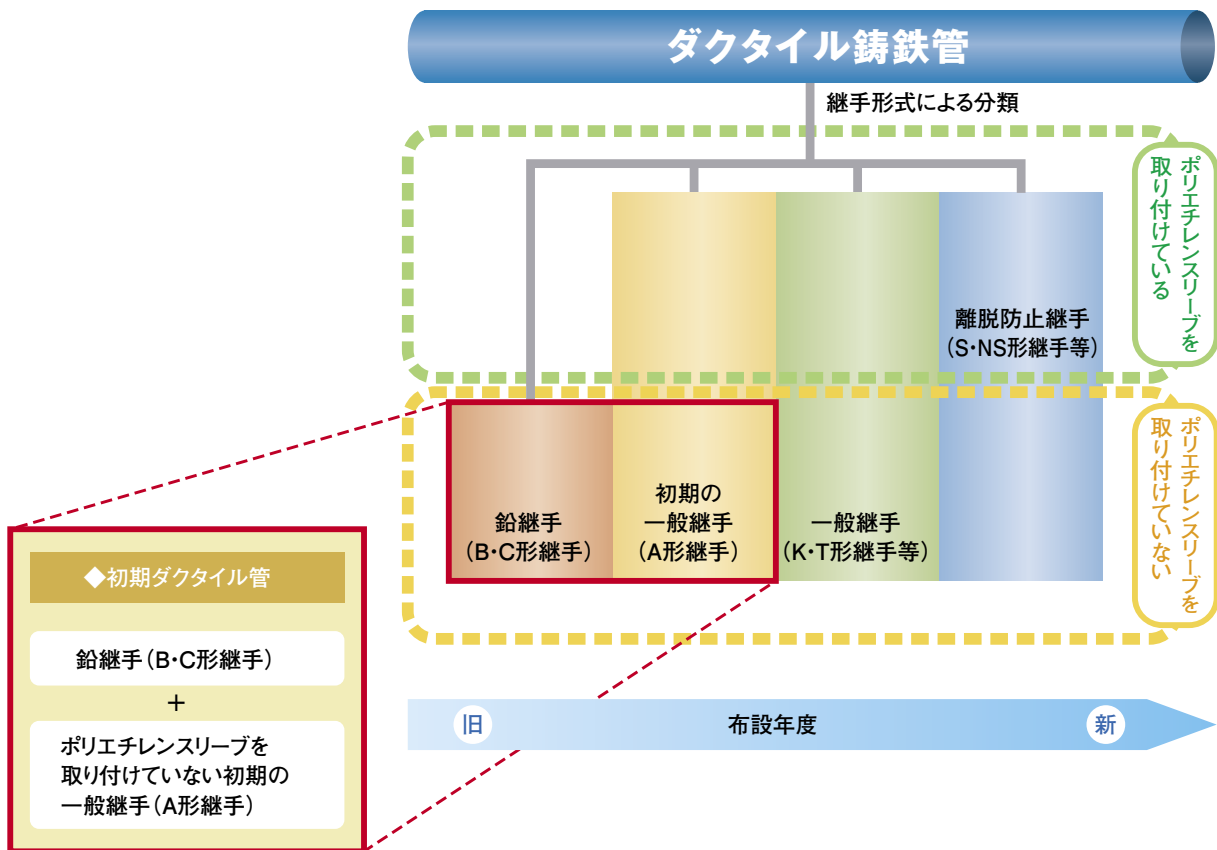 ダクタイル鋳鉄管
継手形式による分類
ポリエチレンスリーブを
取り付けている
離脱防止継手
(S・NS形継手等)
ポリエチレンスリーブを
取り付けていない
鉛継手
(B・C形継手)
初期の
一般継手
(A形継手)
一般継手
(K・T形継手等)
◆初期ダクタイル管
鉛継手(B・C形継手)
+
ポリエチレンスリーブを
取り付けていない初期の
一般継手(A形継手)
旧
布設年度
新